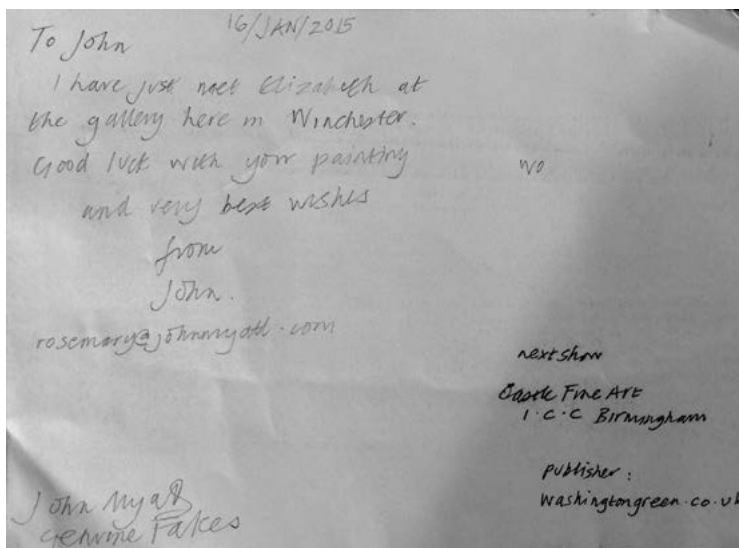 16/JAN/2015
To John
I have just met Elizabeth at
the gallery here in Winchester.
Good luck with your painting
and very best wishes
from
John.
rosemary@johnmyatt.com
John Myatt
Genuine Fakes
wo
next show
Castle Fine Art
I.C.C Birmingham
publisher:
washingtongreen.co.uk